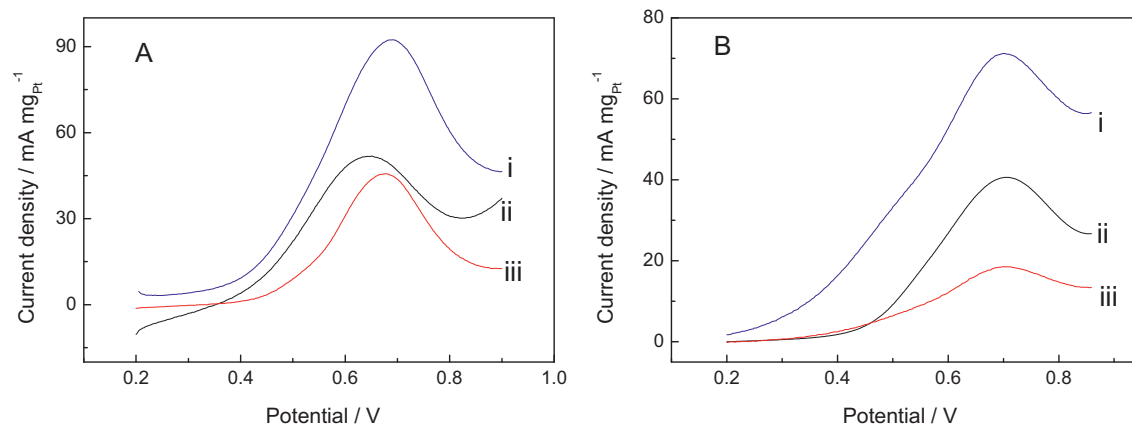 A
Current density / mA mg_Pt^-1
90
60
30
0
i
ii
iii
0.2 0.4 0.6 0.8 1.0
Potential / V
B
Current density / mA mg_Pt^-1
80
60
40
20
0
i
ii
iii
0.2 0.4 0.6 0.8
Potential / V